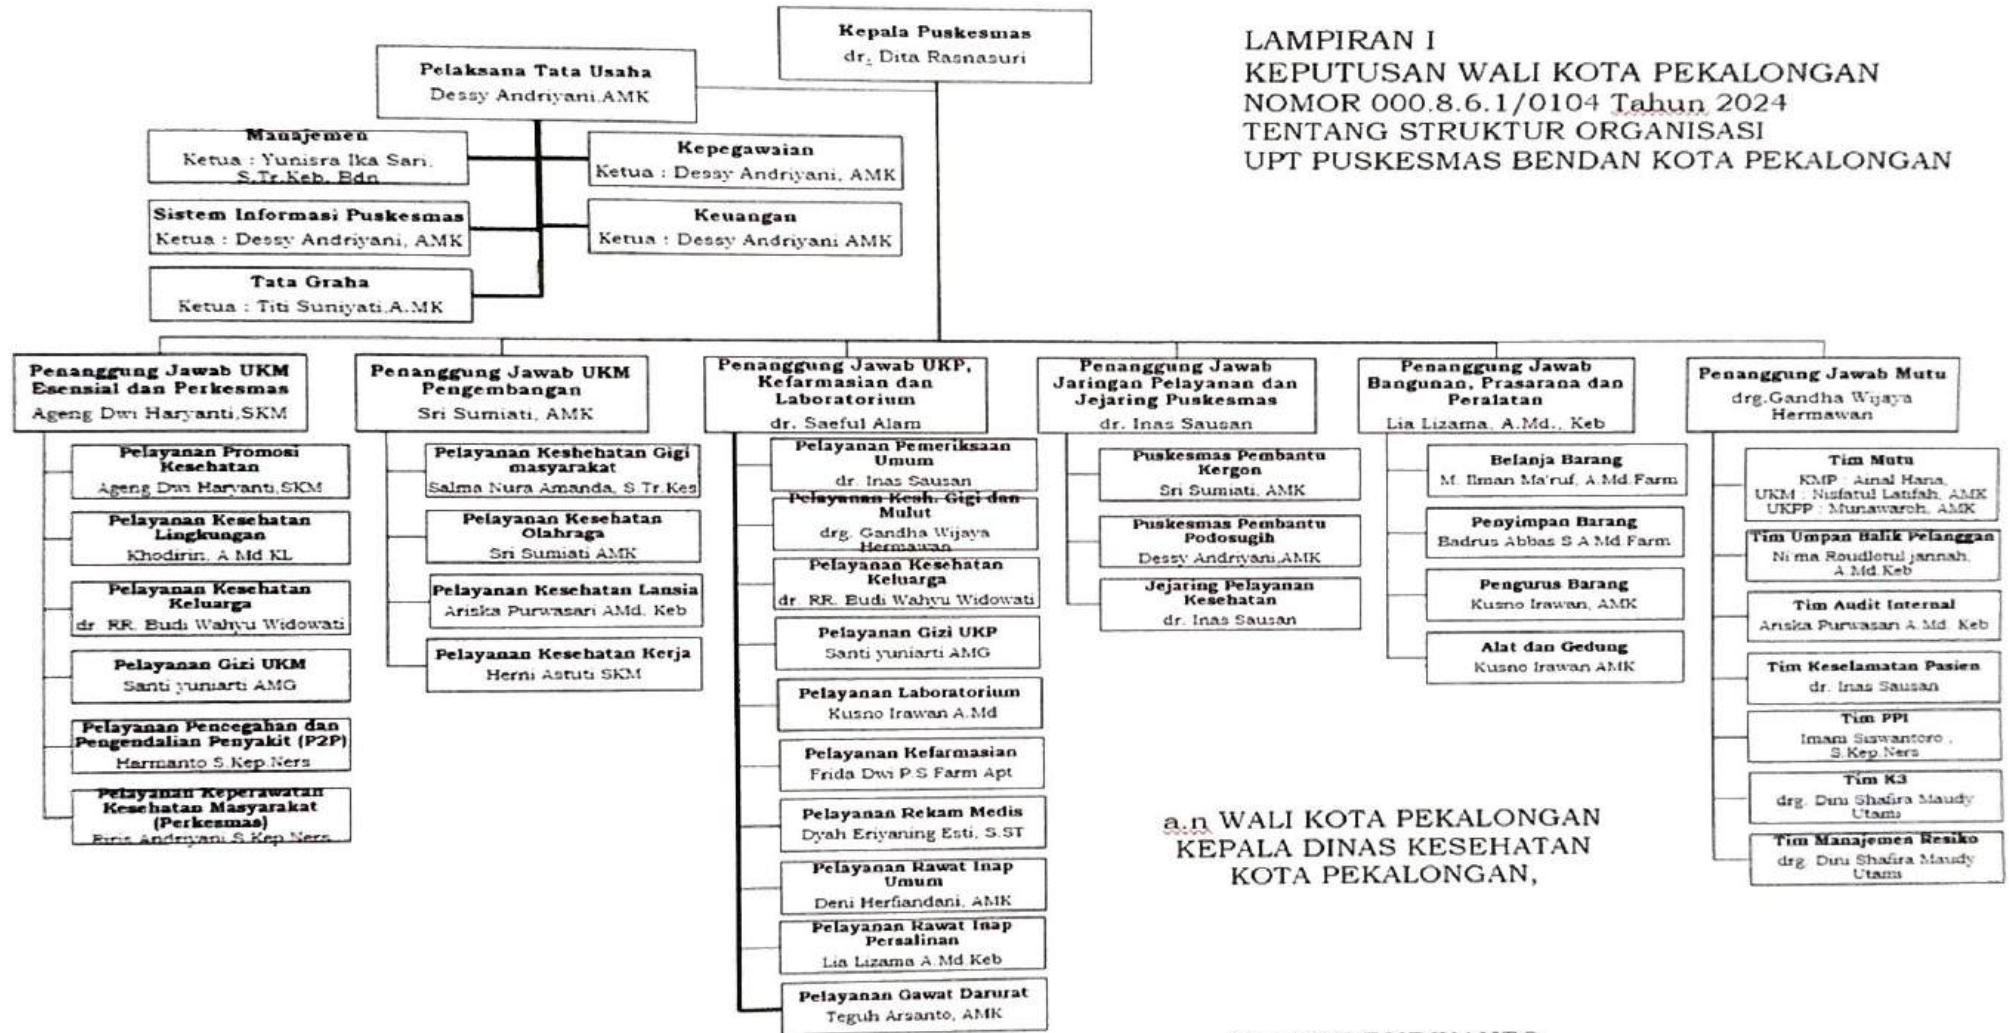 Kepala Puskesmas
dr. Dita Rasnasuri
LAMPIRAN I
KEPUTUSAN WALI KOTA PEKALONGAN
NOMOR 000.8.6.1/0104 Tahun 2024
TENTANG STRUKTUR ORGANISASI
UPT PUSKESMAS BENDAN KOTA PEKALONGAN
Pelaksana Tata Usaha
Dessy Andriyani,AMK
Manajemen
Ketua : Yunisra Ika Sari,
S.Tr.Keb, Bdn
Kepegawaian
Ketua : Dessy Andriyani, AMK
Sistem Informasi Puskesmas
Ketua : Dessy Andriyani, AMK
Keuangan
Ketua : Dessy Andriyani AMK
Tata Graha
Ketua : Titi Suniyati,A.MK
Penanggung Jawab UKM
Esensial dan Perkesmas
Ageng Dwi Haryanti,SKM
Pelayanan Promosi
Kesehatan
Ageng Dwi Haryanti,SKM
Pelayanan Kesehatan
Lingkungan
Khodirin, A.Md KL
Pelayanan Kesehatan
Keluarga
dr. RR. Budi Wahyu Widowati
Pelayanan Gizi UKM
Santi yuniarti AMG
Pelayanan Pencegahan dan
Pengendalian Penyakit (P2P)
Harmanto S.Kep.Ners
Pelayanan Keperawatan
Kesehatan Masyarakat
(Perkesmas)
Riris Andriyani S.Kep.Ners
Penanggung Jawab UKM
Pengembangan
Sri Sumiati, AMK
Pelayanan Keshehatan Gigi
masyarakat
Salma Nura Amanda, S.Tr.Kes
Pelayanan Kesehatan
Olahraga
Sri Sumiati AMK
Pelayanan Kesehatan Lansia
Ariska Purwasari AMd. Keb
Pelayanan Kesehatan Kerja
Herni Astuti SKM
Penanggung Jawab UKP,
Kefarmasian dan
Laboratorium
dr. Saeful Alam
Pelayanan Pemeriksaan
Umum
dr. Inas Sausan
Pelayanan Kesh. Gigi dan
Mulut
drg. Gandha Wijaya
Hermawan
Pelayanan Kesehatan
Keluarga
dr. RR. Budi Wahyu Widowati
Pelayanan Gizi UKP
Santi yuniarti AMG
Pelayanan Laboratorium
Kusno Irawan A.Md
Pelayanan Kefarmasian
Frida Dwi P.S Farm Apt
Pelayanan Rekam Medis
Dyah Eriyaning Esti, S.ST
Pelayanan Rawat Inap
Umum
Deni Herfiandani, AMK
Pelayanan Rawat Inap
Persalinan
Lia Lizama A.Md Keb
Pelayanan Gawat Darurat
Teguh Arsanto, AMK
Penanggung Jawab
Jaringan Pelayanan dan
Jejaring Puskesmas
dr. Inas Sausan
Puskesmas Pembantu
Kergon
Sri Sumiati, AMK
Puskesmas Pembantu
Podosugih
Dessy Andriyani,AMK
Jejaring Pelayanan
Kesehatan
dr. Inas Sausan
Penanggung Jawab
Bangunan, Prasarana dan
Peralatan
Lia Lizama, A.Md., Keb
Belanja Barang
M. Ilman Ma'ruf, A.Md.Farm
Penyimpan Barang
Badrus Abbas S A.Md Farm
Pengurus Barang
Kusno Irawan, AMK
Alat dan Gedung
Kusno Irawan AMK
Penanggung Jawab Mutu
drg.Gandha Wijaya
Hermawan
Tim Mutu
KMP : Ainal Hana,
UKM : Nisfatul Latifah, AMK
UKPP : Munawaroh, AMK
Tim Umpan Balik Pelanggan
Ni ma Roudlotul jannah,
A.Md.Keb
Tim Audit Internal
Ariska Purwasari A.Md. Keb
Tim Keselamatan Pasien
dr. Inas Sausan
Tim PPI
Imam Siswantoro ,
S.Kep.Ners
Tim K3
drg. Dini Shafira Maudy
Utami
Tim Manajemen Resiko
drg. Dini Shafira Maudy
Utami
a.n WALI KOTA PEKALONGAN
KEPALA DINAS KESEHATAN
KOTA PEKALONGAN,